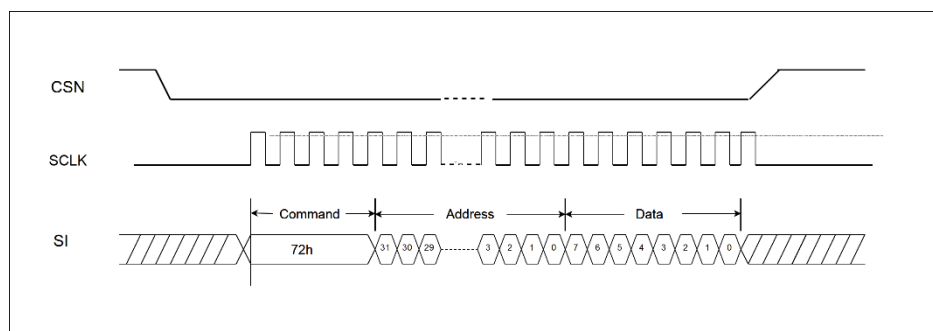 CSN
SCLK
Command Address Data
SI 72h 31 30 29 3 2 1 0 7 6 5 4 3 2 1 0